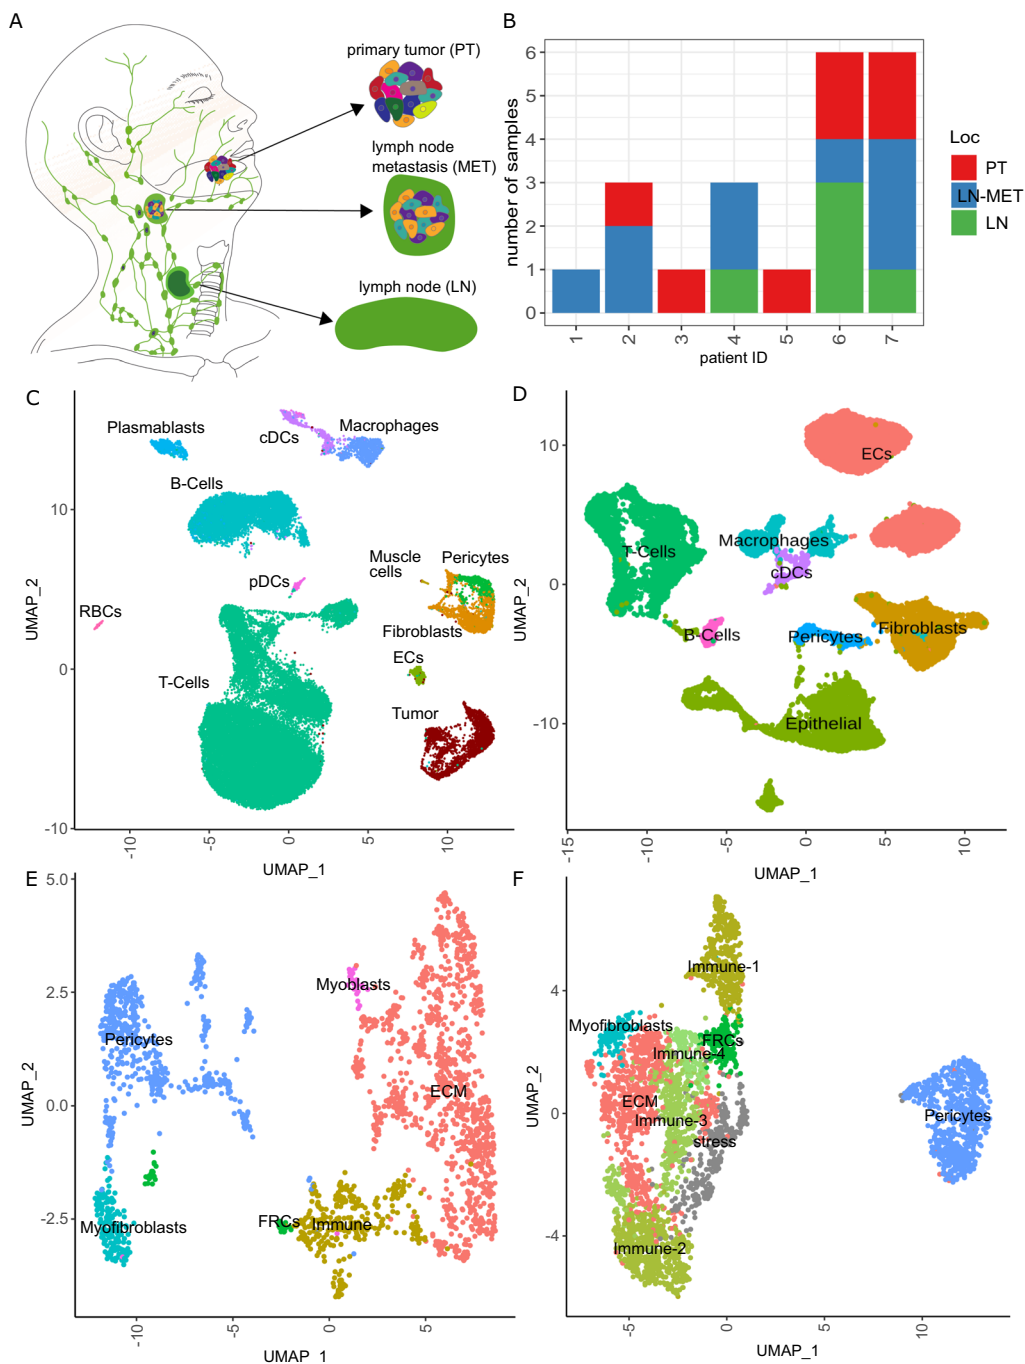 A
primary tumor (PT)
lymph node
metastasis (MET)
lymph node (LN)
B
number of samples
6
5
4
3
2
1
0
1
2
3
4
5
6
7
patient ID
Loc
PT
LN-MET
LN
C
Plasmablasts
cDCs
Macrophages
B-Cells
pDCs
Muscle
cells
Pericytes
RBCs
Fibroblasts
ECs
T-Cells
Tumor
UMAP_2
10
0
-10
-10
-5
0
5
10
UMAP_1
D
ECs
T-Cells
Macrophages
cDCs
B-Cells
Pericytes
Fibroblasts
Epithelial
UMAP_2
10
0
-10
-15
-10
-5
0
5
10
UMAP_1
E
Myoblasts
Pericytes
ECM
Myofibroblasts
FRCs
Immune
UMAP_2
5.0
2.5
0.0
-2.5
-10
-5
0
5
UMAP_1
F
Immune-1
Myofibroblasts
FRCs
Immune-4
ECM
Immune-3
stress
Pericytes
Immune-2
UMAP_2
4
0
-4
-5
0
5
10
UMAP_1